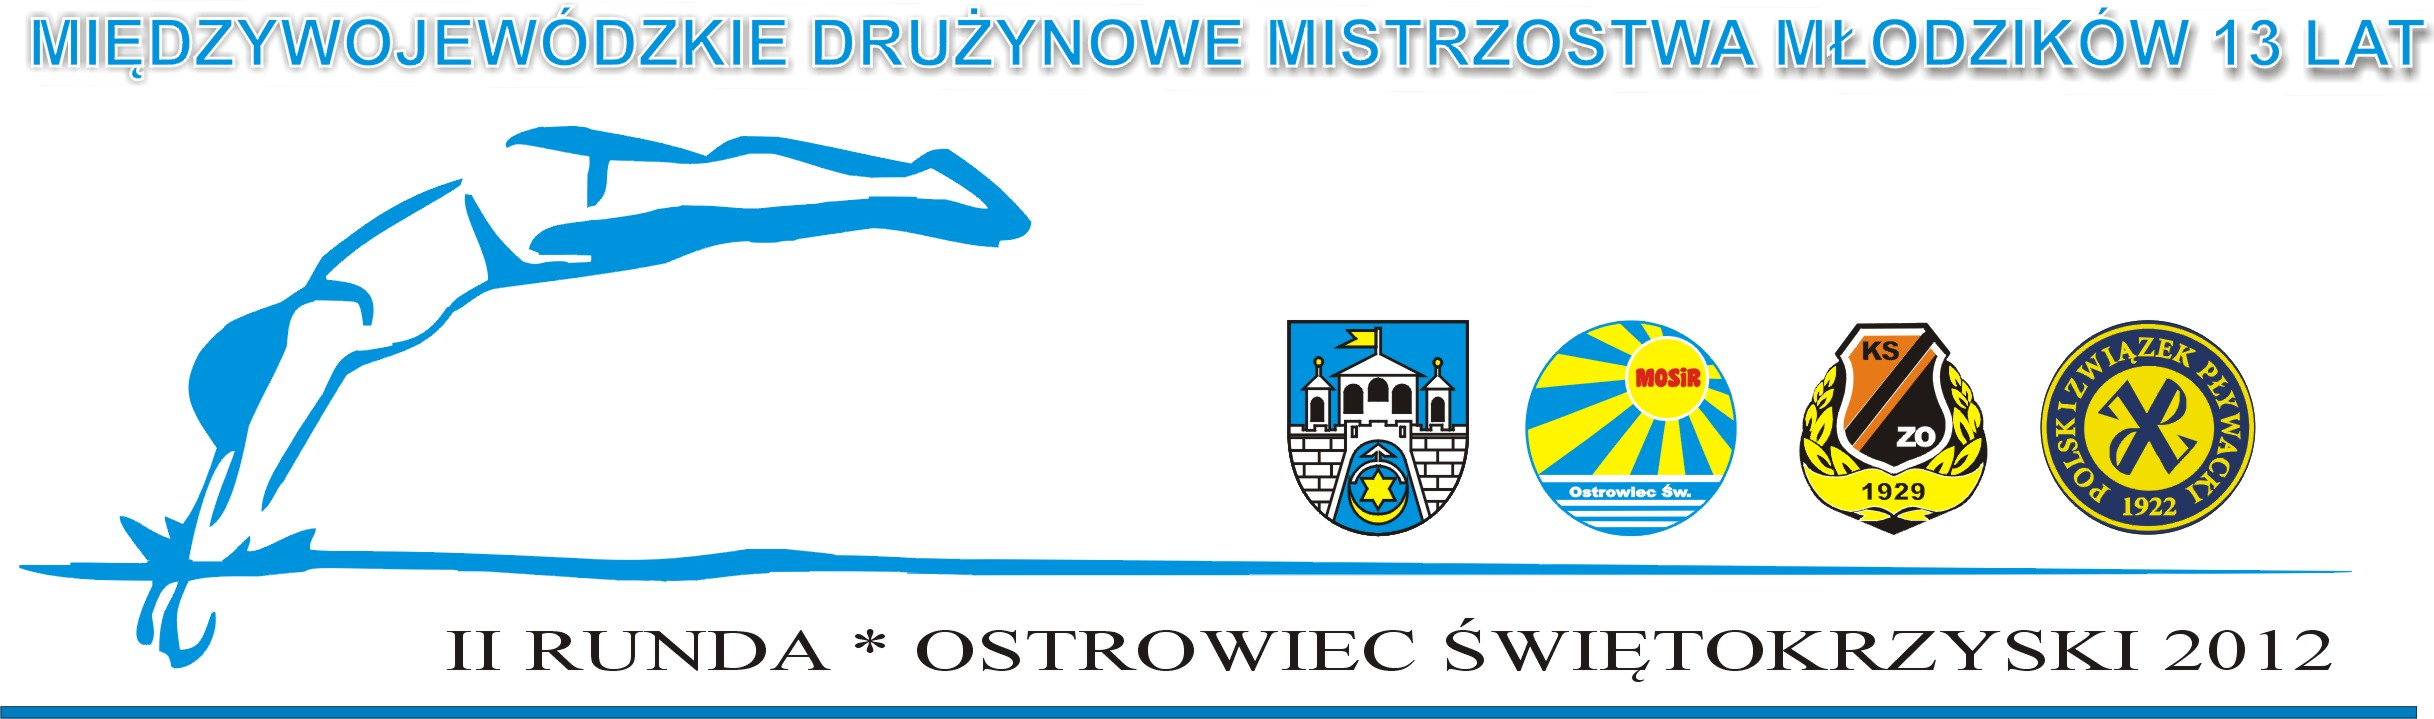 MIĘDZYWOJEWÓDZKIE DRUŻYNOWE MISTRZOSTWA MŁODZIKÓW 13 LAT
MOSiR
Ostrowiec Św.
KS
ZO
1929
POLSKI ZWIĄZEK PŁYWACKI
1922
II RUNDA * OSTROWIEC ŚWIĘTOKRZYSKI 2012